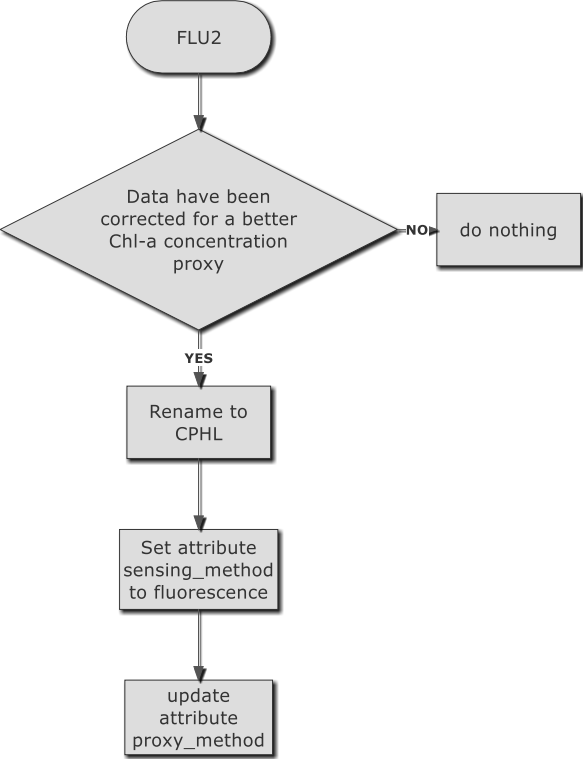 FLU2
Data have been
corrected for a better
Chl-a concentration
proxy
NO
do nothing
YES
Rename to
CPHL
Set attribute
sensing_method
to fluorescence
update
attribute
proxy_method